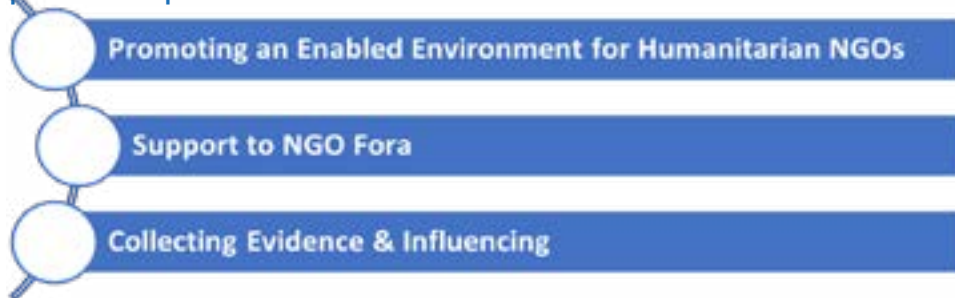 Promoting an Enabled Environment for Humanitarian NGOs
Support to NGO Fora
Collecting Evidence & Influencing